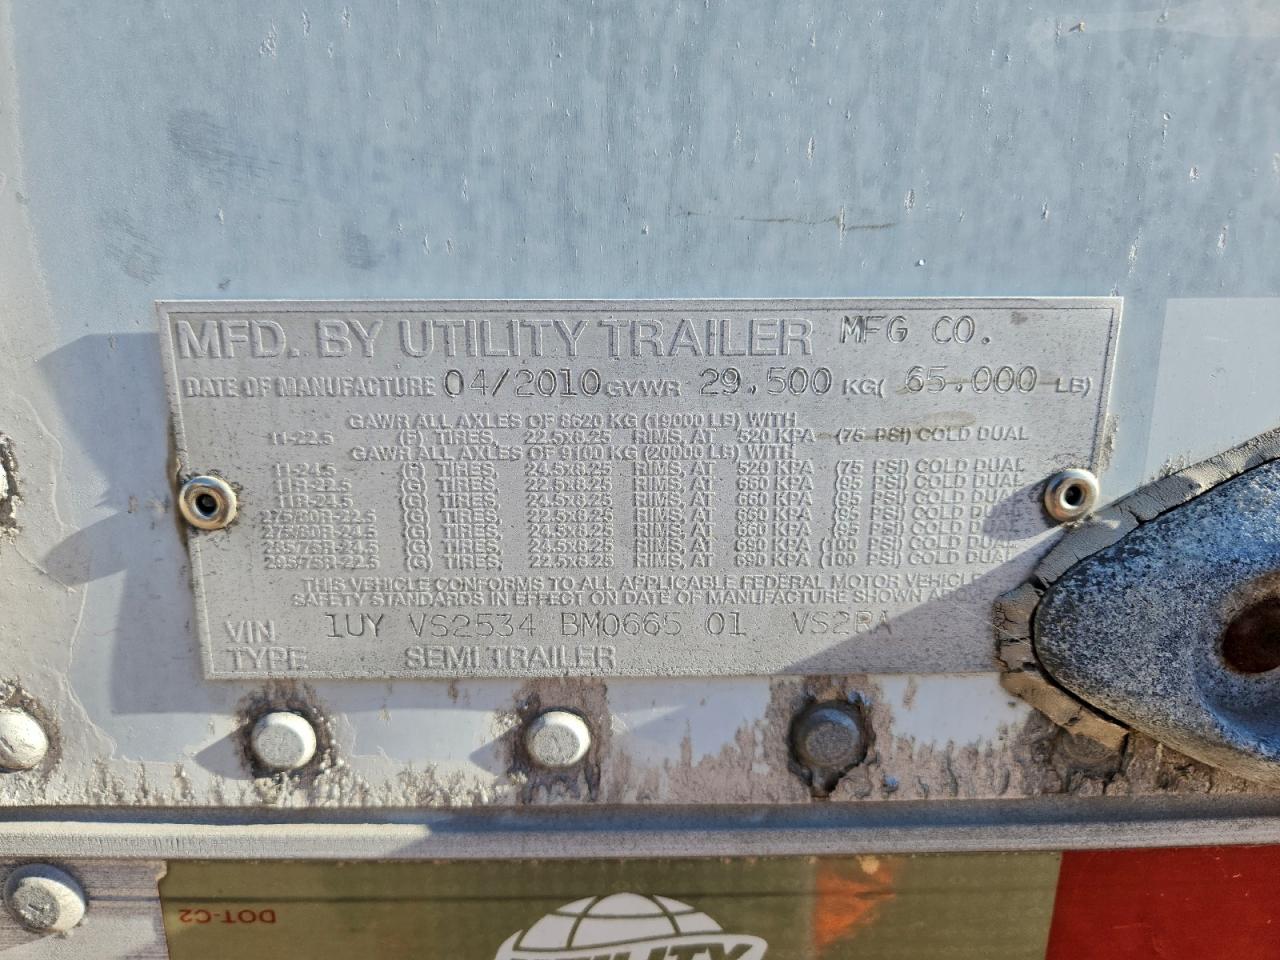 MFD. BY UTILITY TRAILER MFG CO.
DATE OF MANUFACTURE 04/2010 GVWR 29,500 KG( 65,000 LB)
GAWR ALL AXLES OF 8620 KG (19000 LB) WITH
11-22.5 (F) TIRES, 22.5x8.25 RIMS, AT 520 KPA (75 PSI) COLD DUAL
GAWR ALL AXLES OF 9100 KG (20000 LB) WITH
11-24.5 (F) TIRES, 24.5x8.25 RIMS, AT 520 KPA (75 PSI) COLD DUAL
11R-22.5 (G) TIRES, 22.5x8.25 RIMS, AT 660 KPA (95 PSI) COLD DUAL
11R-24.5 (G) TIRES, 24.5x8.25 RIMS, AT 660 KPA (95 PSI) COLD DUAL
275/80R-22.5 (G) TIRES, 22.5x8.25 RIMS, AT 660 KPA (95 PSI) COLD DUAL
275/80R-24.5 (G) TIRES, 24.5x8.25 RIMS, AT 660 KPA (95 PSI) COLD DUAL
285/75R-24.5 (G) TIRES, 24.5x8.25 RIMS, AT 690 KPA (100 PSI) COLD DUAL
295/75R-22.5 (G) TIRES, 22.5x8.25 RIMS, AT 690 KPA (100 PSI) COLD DUAL
THIS VEHICLE CONFORMS TO ALL APPLICABLE FEDERAL MOTOR VEHICLE
SAFETY STANDARDS IN EFFECT ON DATE OF MANUFACTURE SHOWN ABOVE
VIN 1UY VS2534 BM0665 01 VS2RA
TYPE SEMITRAILER
DOT-C2
UTILITY